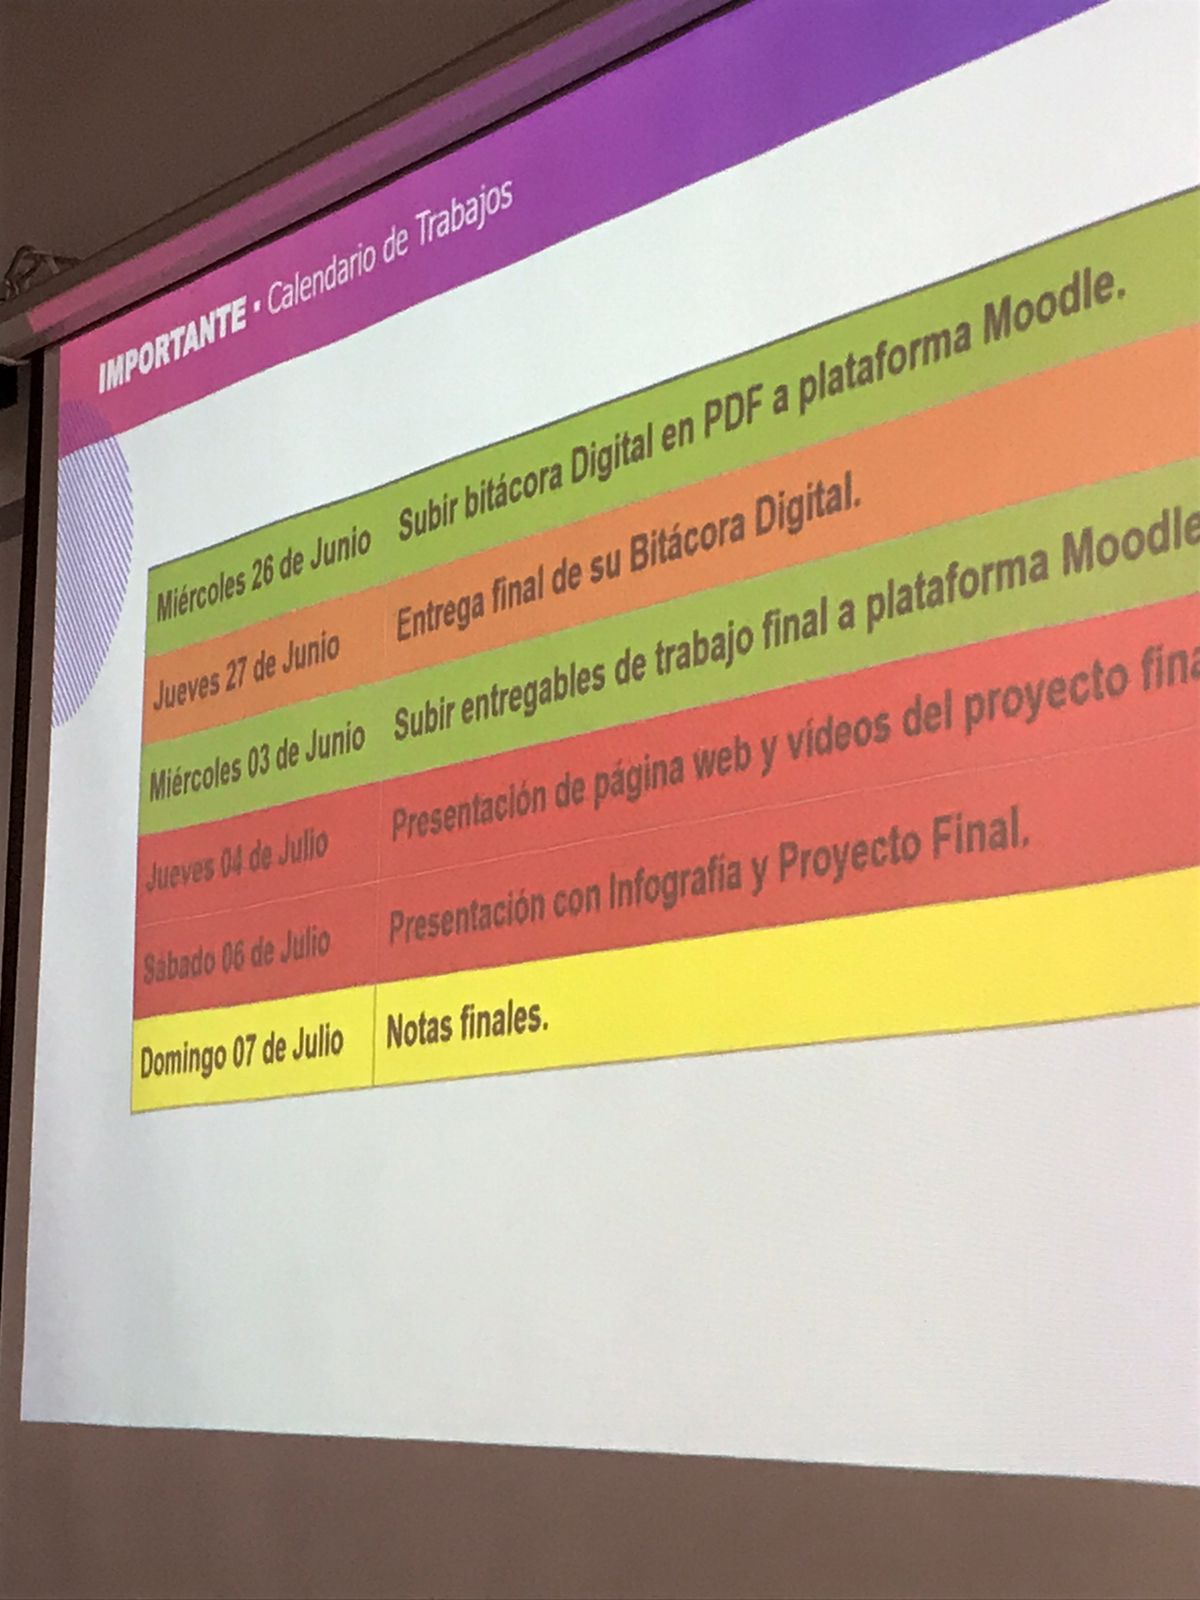 IMPORTANTE · Calendario de Trabajos
Miércoles 26 de Junio Subir bitácora Digital en PDF a plataforma Moodle.
Jueves 27 de Junio Entrega final de su Bitácora Digital.
Miércoles 03 de Junio Subir entregables de trabajo final a plataforma Moodle
Jueves 04 de Julio Presentación de página web y vídeos del proyecto fina
Sábado 06 de Julio Presentación con Infografía y Proyecto Final.
Domingo 07 de Julio Notas finales.